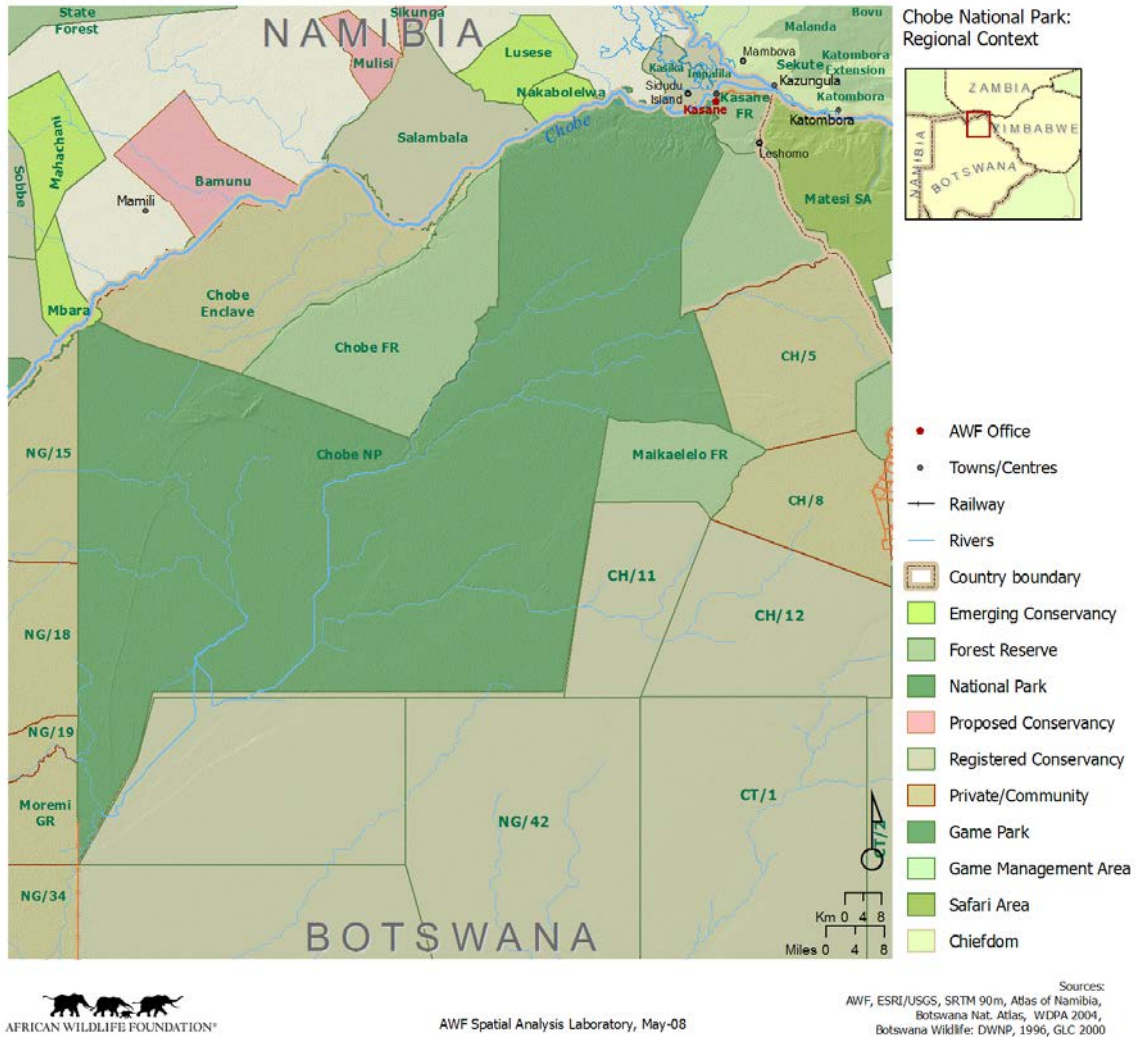 Chobe National Park:
Regional Context
ZAMBIA
ZIMBABWE
NAMIBIA
BOTSWANA
State
Forest
NAMIBIA
Sikunga
Mulisi
Lusese
Nakabolelwa
Salambala
Bovu
Malanda
Mambova
Katombora
Extension
Sekute
Kasika
Impalila
Kazungula
Sidudu
Island
Kasane
Kasane
FR
Katombora
Katombora
Chobe
Leshomo
Mahachani
Sobbe
Bamunu
Mamili
Matesi SA
Mbara
Chobe
Enclave
Chobe FR
CH/5
NG/15
Chobe NP
Maikaelelo FR
CH/8
CH/11
CH/12
NG/18
NG/19
Moremi
GR
NG/42
CT/1
CT/2
NG/34
BOTSWANA
Km 0 4 8
Miles 0 4 8
AWF Office
Towns/Centres
Railway
Rivers
Country boundary
Emerging Conservancy
Forest Reserve
National Park
Proposed Conservancy
Registered Conservancy
Private/Community
Game Park
Game Management Area
Safari Area
Chiefdom
AFRICAN WILDLIFE FOUNDATION®
AWF Spatial Analysis Laboratory, May-08
Sources:
AWF, ESRI/USGS, SRTM 90m, Atlas of Namibia,
Botswana Nat. Atlas, WDPA 2004,
Botswana Wildlife: DWNP, 1996, GLC 2000